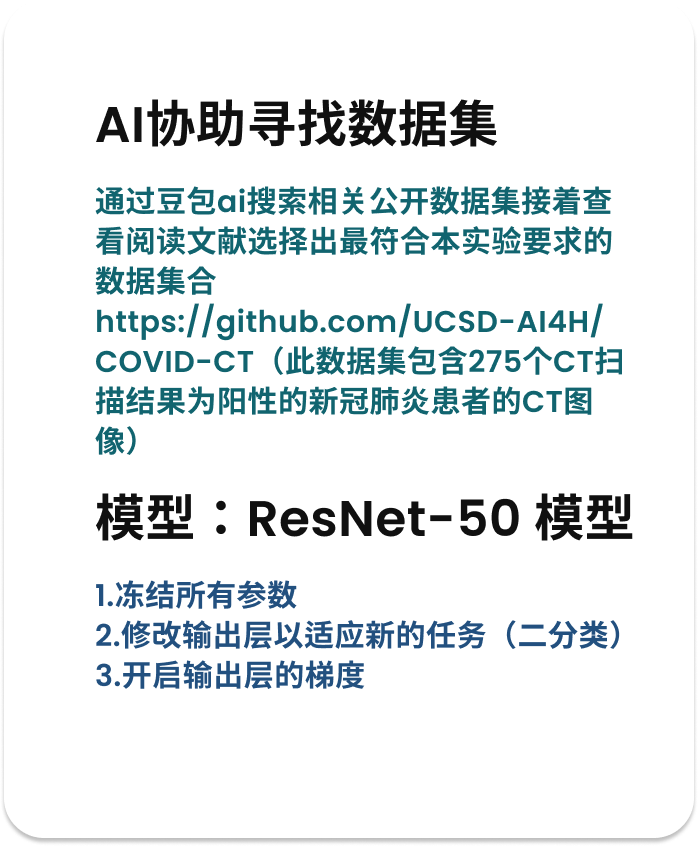 AI协助寻找数据集
通过豆包ai搜索相关公开数据集接着查
看阅读文献选择出最符合本实验要求的
数据集合
https://github.com/UCSD-AI4H/
COVID-CT（此数据集包含275个CT扫
描结果为阳性的新冠肺炎患者的CT图
像）
模型：ResNet-50 模型
1.冻结所有参数
2.修改输出层以适应新的任务（二分类）
3.开启输出层的梯度